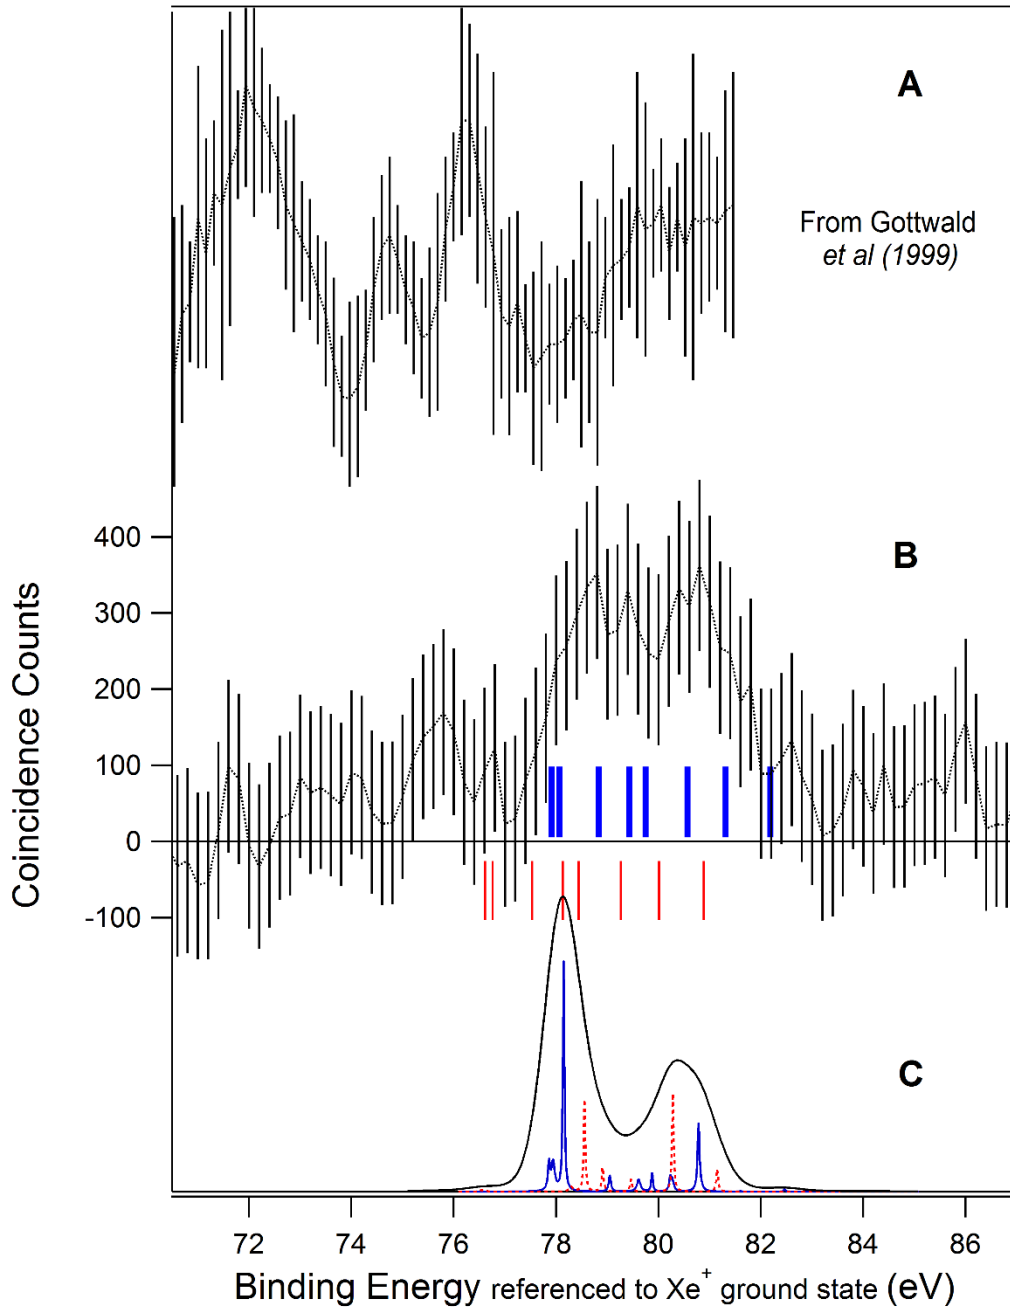 A
From Gottwald
et al (1999)
B
400
300
200
100
0
-100
Coincidence Counts
C
72 74 76 78 80 82 84 86
Binding Energy referenced to Xe⁺ ground state (eV)